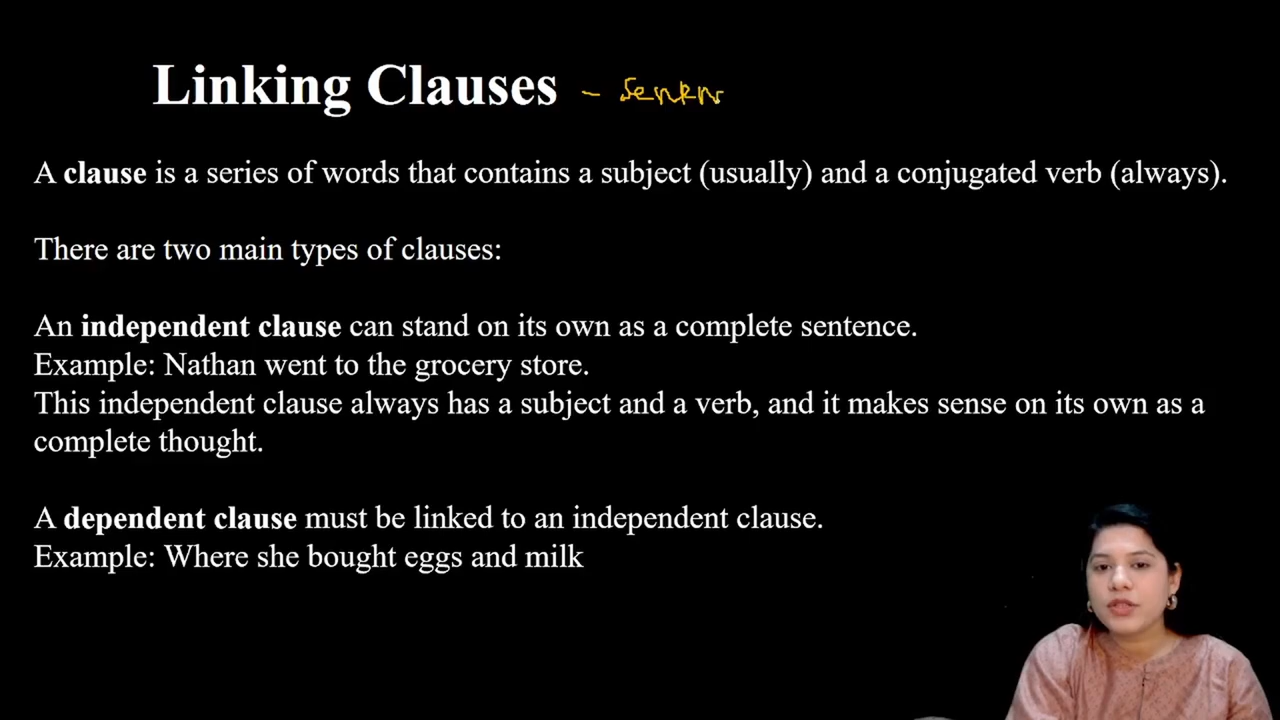 Linking Clauses -
A clause is a series of words that contains a subject (usually) and a conjugated verb (always).
There are two main types of clauses:
An independent clause can stand on its own as a complete sentence.
Example: Nathan went to the grocery store.
This independent clause always has a subject and a verb, and it makes sense on its own as a
complete thought.
A dependent clause must be linked to an independent clause.
Example: Where she bought eggs and milk